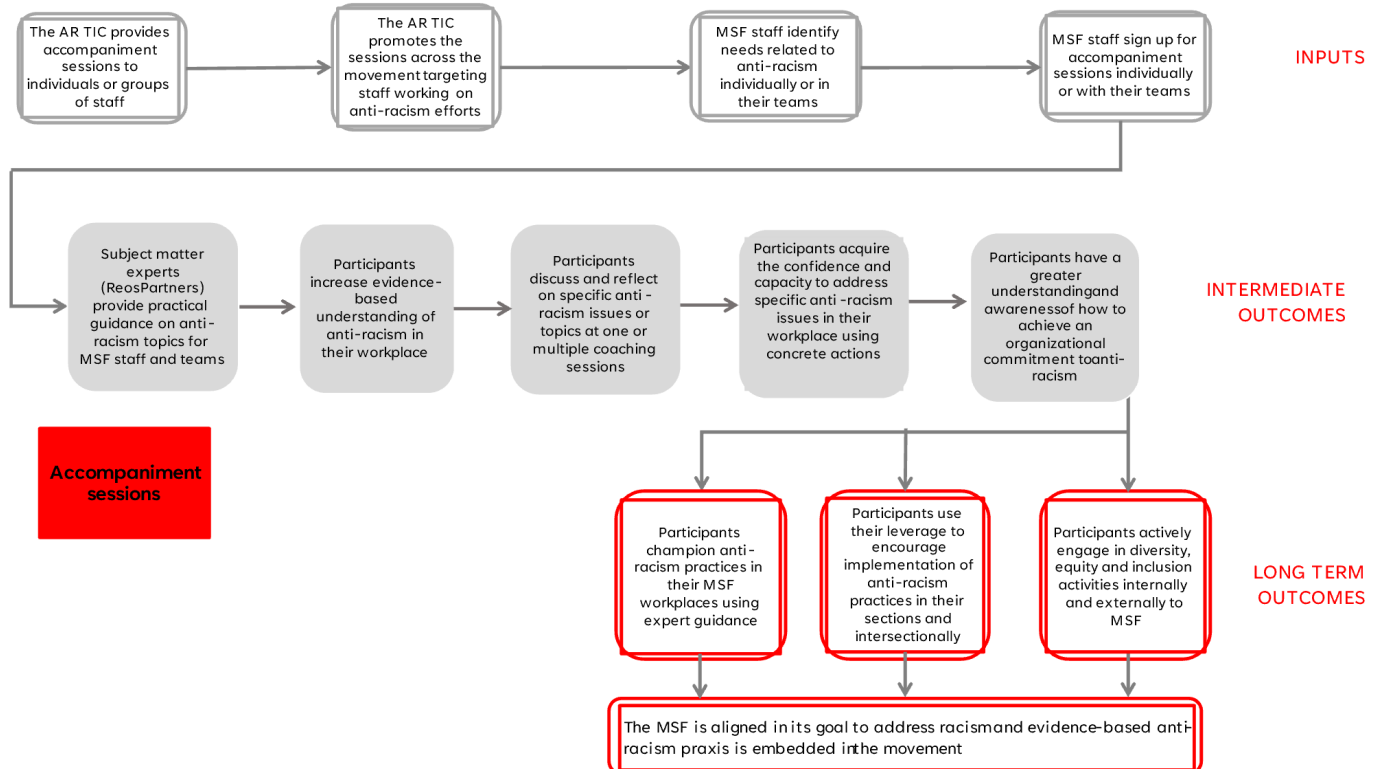 The AR TIC provides
accompaniment
sessions to
individuals or groups
of staff
The AR TIC
promotes the
sessions across the
movement targeting
staff working on
anti-racism efforts
MSF staff identify
needs related to
anti-racism
individually or in
their teams
MSF staff sign up for
accompaniment
sessions individually
or with their teams
INPUTS
Subject matter
experts
(ReosPartners)
provide practical
guidance on anti-
racism topics for
MSF staff and teams
Participants
increase evidence-
based
understanding of
anti-racism in
their workplace
Participants
discuss and reflect
on specific anti -
racism issues or
topics at one or
multiple coaching
sessions
Participants acquire
the confidence and
capacity to address
specific anti -racism
issues in their
workplace using
concrete actions
Participants have a
greater
understandingand
awarenessof how to
achieve an
organizational
commitment toanti-
racism
INTERMEDIATE
OUTCOMES
Accompaniment
sessions
Participants
champion anti-
racism practices in
their MSF
workplaces using
expert guidance
Participants use
their leverage to
encourage
implementation of
anti-racism
practices in their
sections and
intersectionally
Participants actively
engage in diversity,
equity and inclusion
activities internally
and externally to
MSF
LONG TERM
OUTCOMES
The MSF is aligned in its goal to address racismand evidence-based anti-
racism praxis is embedded inthe movement